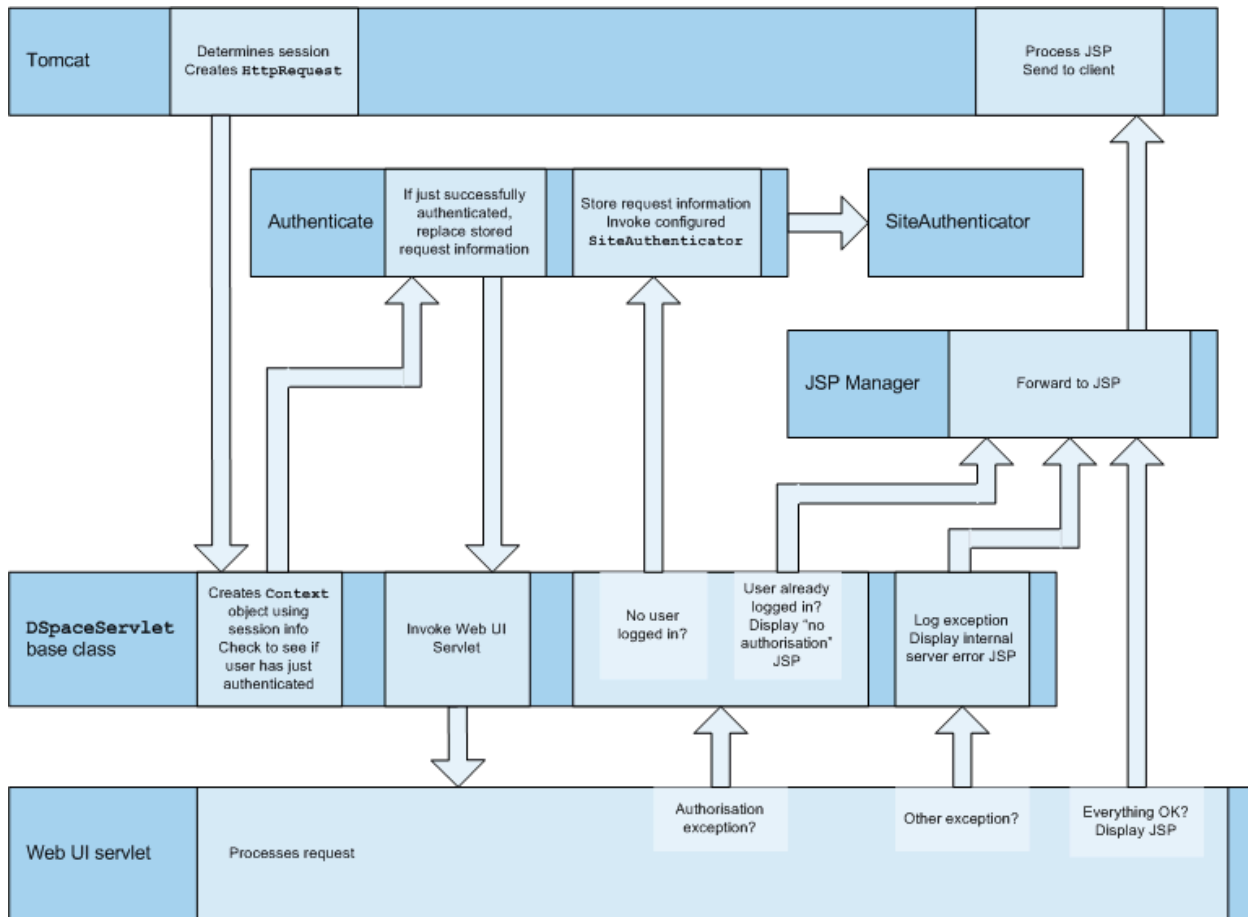 Tomcat
Determines session
Creates HttpRequest
Process JSP
Send to client
Authenticate
If just successfully
authenticated,
replace stored
request information
Store request information
Invoke configured
SiteAuthenticator
SiteAuthenticator
JSP Manager
Forward to JSP
DSpaceServlet
base class
Creates Context
object using
session info
Check to see if
user has just
authenticated
Invoke Web UI
Servlet
No user
logged in?
User already
logged in?
Display “no
authorisation”
JSP
Log exception
Display internal
server error JSP
Web UI servlet
Processes request
Authorisation
exception?
Other exception?
Everything OK?
Display JSP